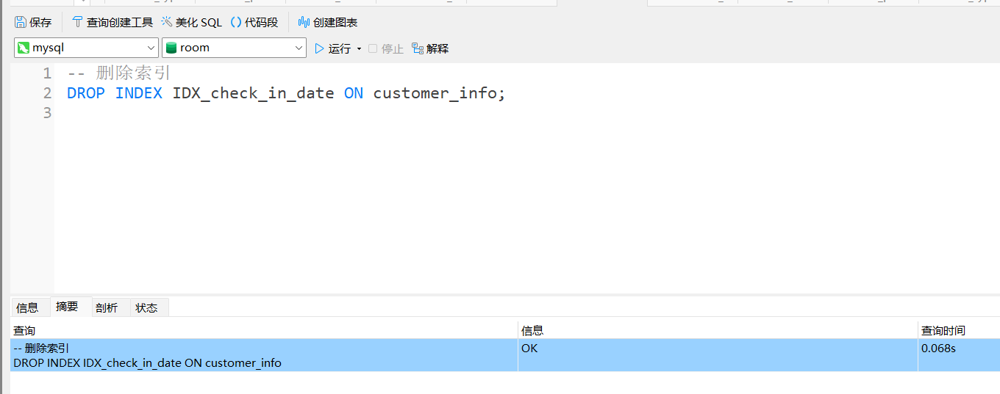 保存 查询创建工具 美化 SQL () 代码段 创建图表
mysql room 运行 停止 解释
1 -- 删除索引
2 DROP INDEX IDX_check_in_date ON customer_info;
3
信息 摘要 剖析 状态
查询 信息 查询时间
-- 删除索引 OK 0.068s
DROP INDEX IDX_check_in_date ON customer_info